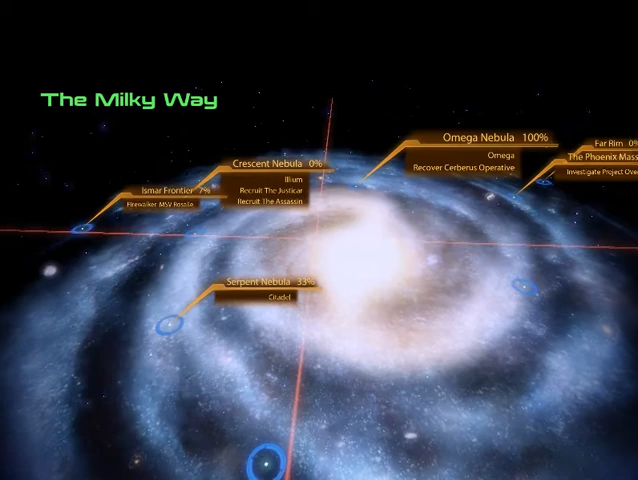 The Milky Way
Omega Nebula 100%
Omega
Recover Cerberus Operative
Far Rim 0%
The Phoenix Mass
Investigate Project Over
Crescent Nebula 0%
Illium
Recruit The Justicar
Recruit The Assassin
Ismar Frontier 7%
Firewalker: MSV Rosalie
Serpent Nebula 33%
Citadel